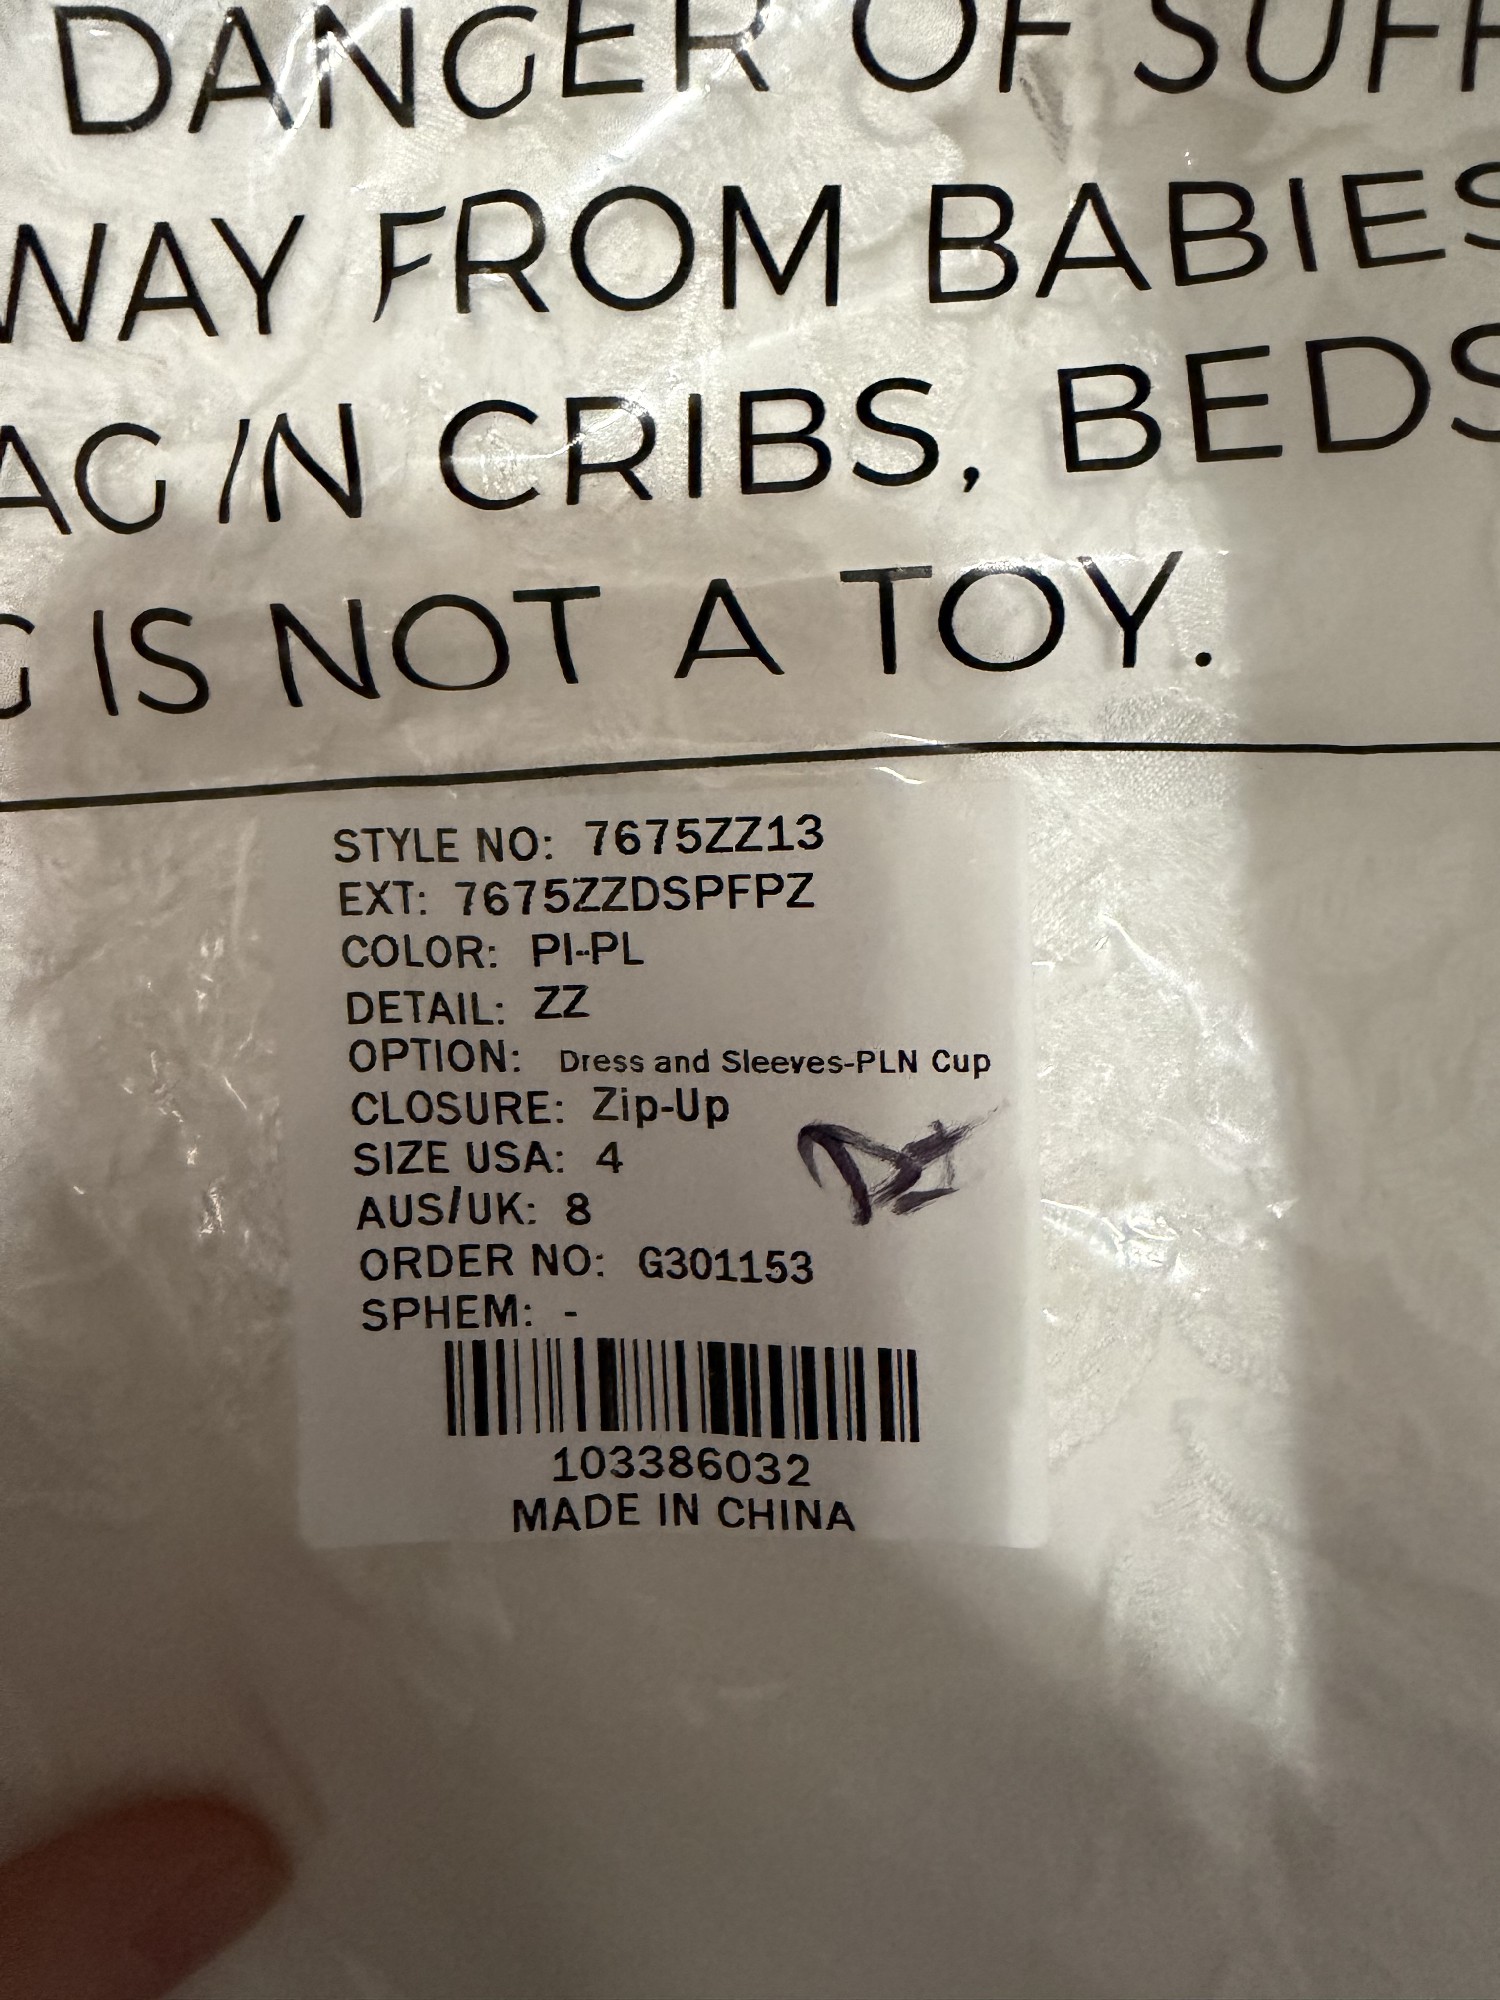 DANGER OF SUFF
WAY FROM BABIES
AG IN CRIBS, BEDS
G IS NOT A TOY.
STYLE NO: 7675ZZ13
EXT: 7675ZZDSPFPZ
COLOR: PI-PL
DETAIL: ZZ
OPTION: Dress and Sleeves-PLN Cup
CLOSURE: Zip-Up
SIZE USA: 4
AUS/UK: 8
ORDER NO: G301153
SPHEM: -
103386032
MADE IN CHINA